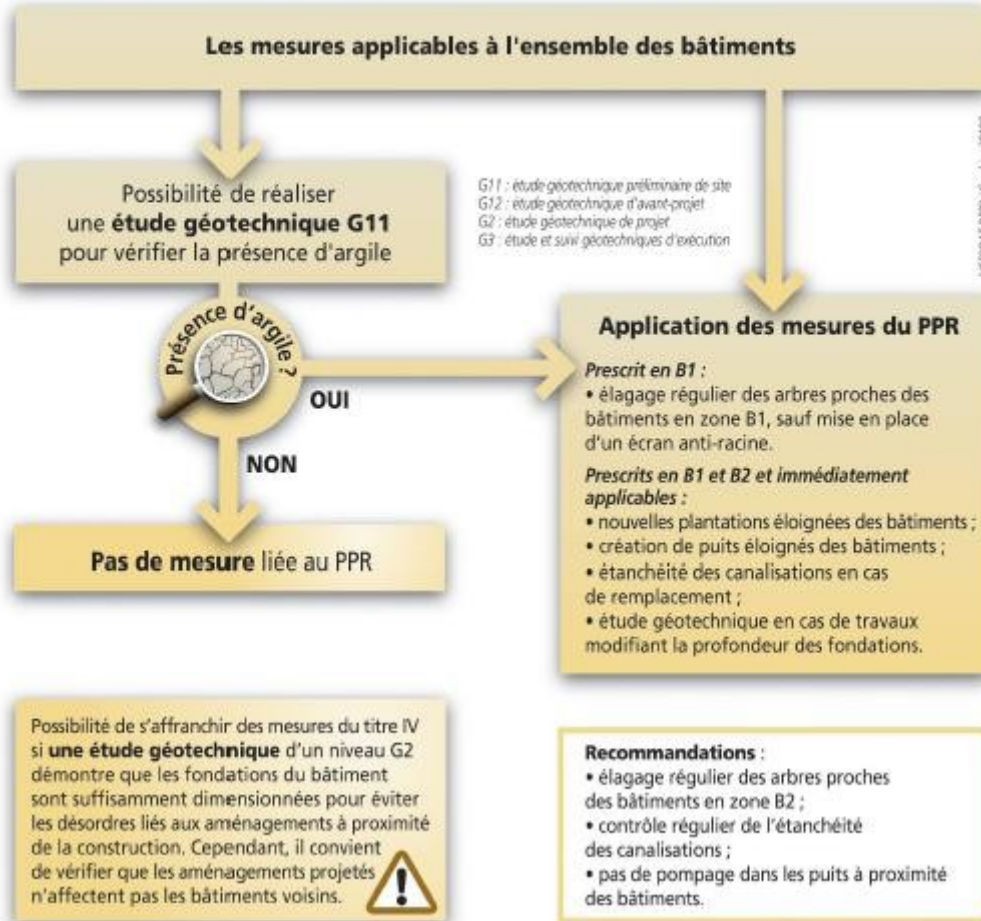 Les mesures applicables à l'ensemble des bâtiments
Possibilité de réaliser
une étude géotechnique G11
pour vérifier la présence d'argile
G11 : étude géotechnique préliminaire de site
G12 : étude géotechnique d'avant-projet
G2 : étude géotechnique de projet
G3 : étude et suivi géotechniques d'exécution
Présence d'argile ?
OUI
NON
Pas de mesure liée au PPR
Application des mesures du PPR
Prescrit en B1 :
• élagage régulier des arbres proches des
bâtiments en zone B1, sauf mise en place
d'un écran anti-racine.
Prescrits en B1 et B2 et immédiatement
applicables :
• nouvelles plantations éloignées des bâtiments ;
• création de puits éloignés des bâtiments ;
• étanchéité des canalisations en cas
de remplacement ;
• étude géotechnique en cas de travaux
modifiant la profondeur des fondations.
Possibilité de s'affranchir des mesures du titre IV
si une étude géotechnique d'un niveau G2
démontre que les fondations du bâtiment
sont suffisamment dimensionnées pour éviter
les désordres liés aux aménagements à proximité
de la construction. Cependant, il convient
de vérifier que les aménagements projetés
n'affectent pas les bâtiments voisins.
Recommandations :
• élagage régulier des arbres proches
des bâtiments en zone B2 ;
• contrôle régulier de l'étanchéité
des canalisations ;
• pas de pompage dans les puits à proximité
des bâtiments.